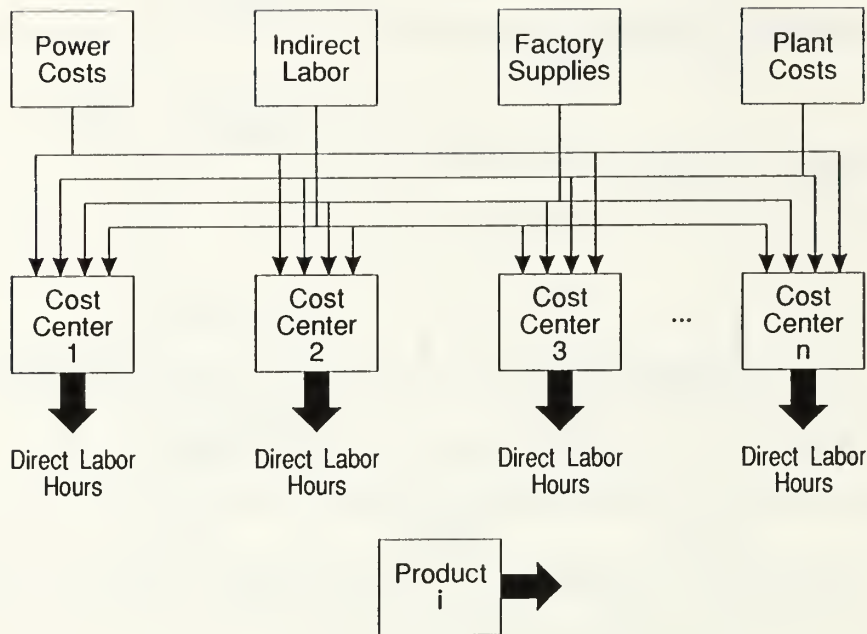 Power
Costs
Indirect
Labor
Factory
Supplies
Plant
Costs
Cost
Center
1
Cost
Center
2
Cost
Center
3
...
Cost
Center
n
Direct Labor
Hours
Direct Labor
Hours
Direct Labor
Hours
Direct Labor
Hours
Product
i